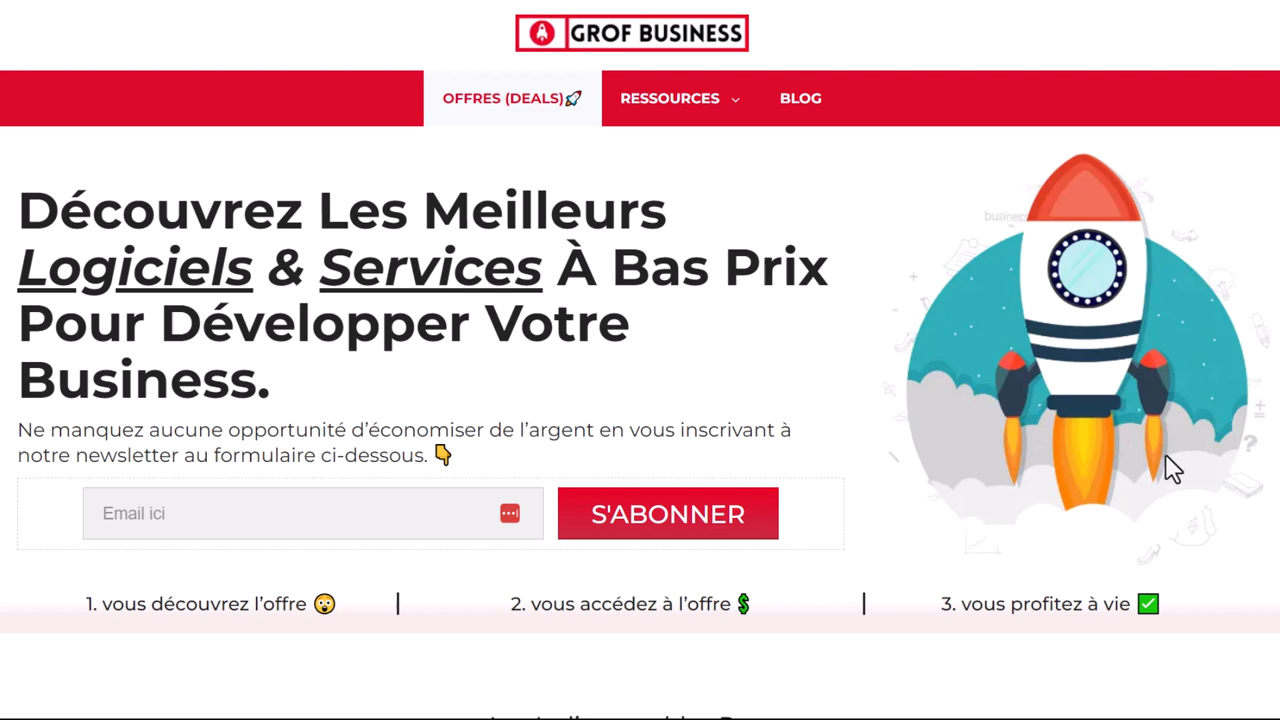 GROF BUSINESS
OFFRES (DEALS)🚀 RESSOURCES BLOG
Découvrez Les Meilleurs
Logiciels & Services À Bas Prix
Pour Développer Votre
Business.
Ne manquez aucune opportunité d’économiser de l’argent en vous inscrivant à
notre newsletter au formulaire ci-dessous. 👇
Email ici
S'ABONNER
1. vous découvrez l’offre 😲 | 2. vous accédez à l’offre 💲 | 3. vous profitez à vie ✅
business